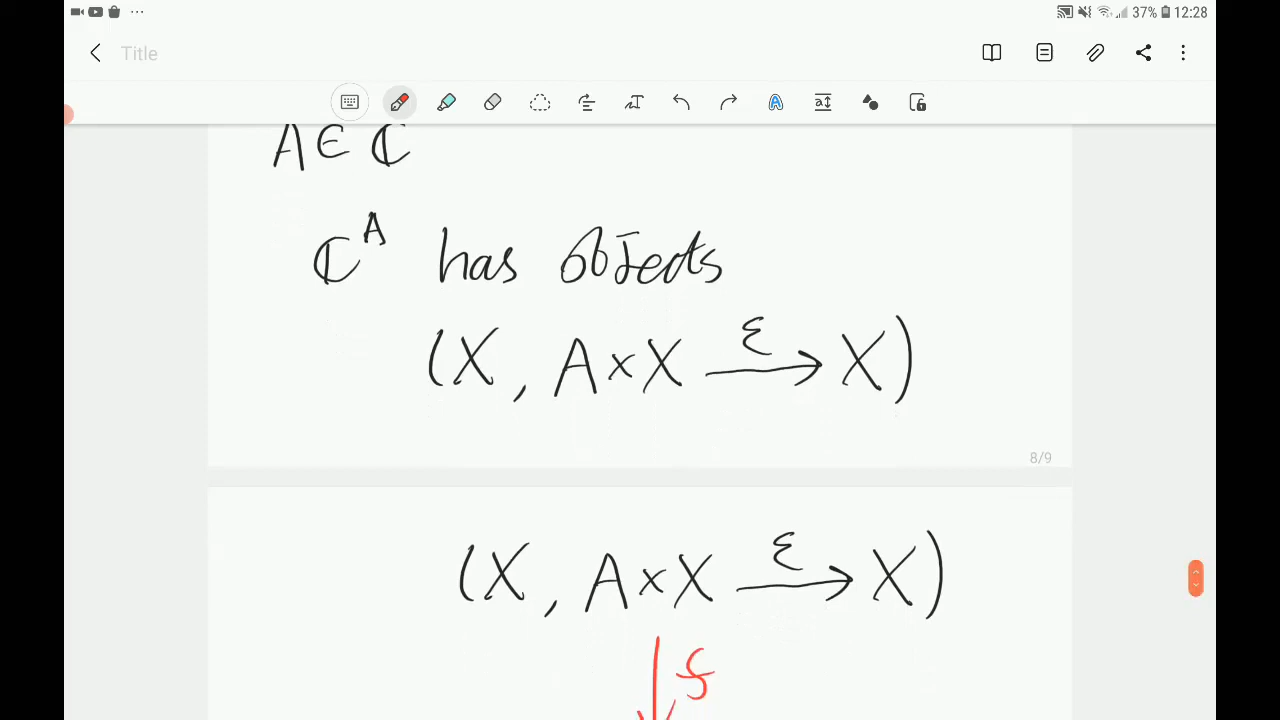 37% 12:28
Title
A ∈ ℂ
ℂ^A has objects
(X, A×X —ε→ X)
8/9
(X, A×X —ε→ X)
↓ f